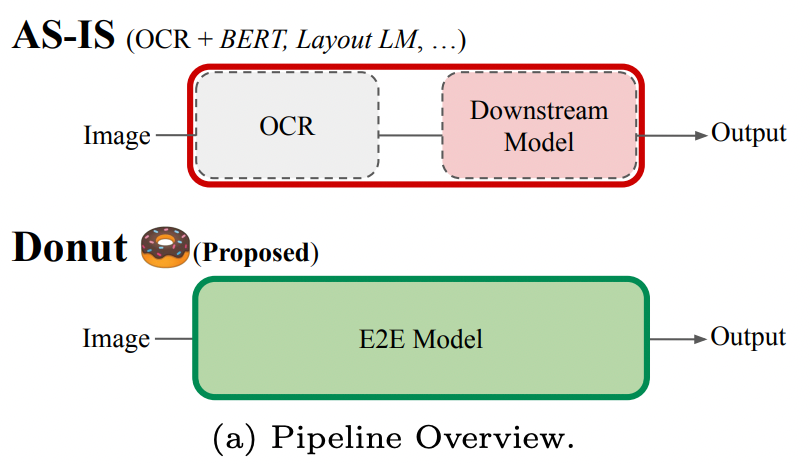 AS-IS (OCR + BERT, Layout LM, …)
Image OCR Downstream Model Output
Donut 🍩(Proposed)
Image E2E Model Output
(a) Pipeline Overview.